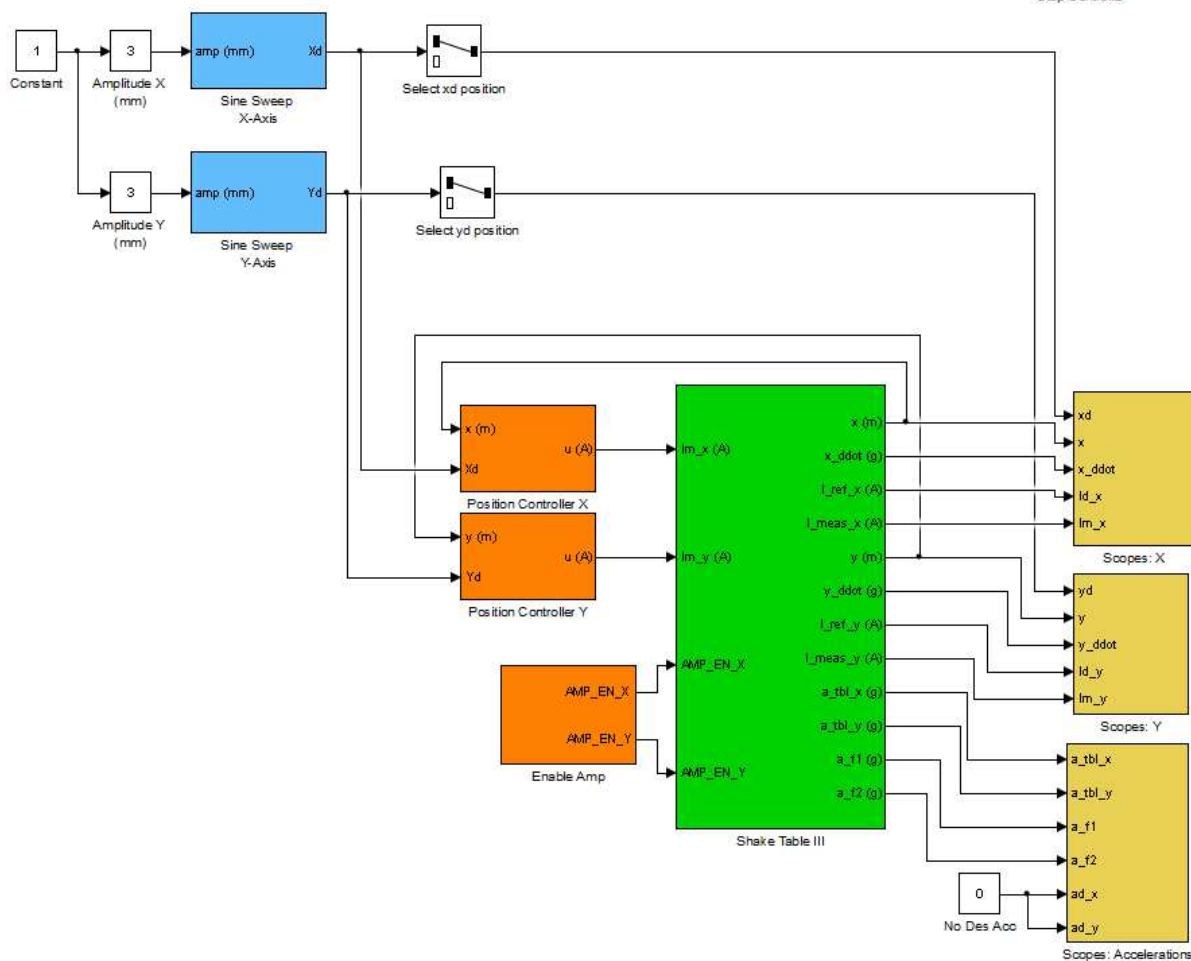 1
Constant
3
Amplitude X
(mm)
amp (mm)
Xd
Sine Sweep
X-Axis
Select xd position
3
Amplitude Y
(mm)
amp (mm)
Yd
Sine Sweep
Y-Axis
Select yd position
x (m)
Xd
u (A)
Position Controller X
y (m)
Yd
u (A)
Position Controller Y
AMP_EN_X
AMP_EN_Y
Enable Amp
Im_x (A)
Im_y (A)
AMP_EN_X
AMP_EN_Y
x (m)
x_ddot (g)
I_ref_x (A)
I_meas_x (A)
y (m)
y_ddot (g)
I_ref_y (A)
I_meas_y (A)
a_tbl_x (g)
a_tbl_y (g)
a_f1 (g)
a_f2 (g)
Shake Table III
xd
x
x_ddot
Id_x
Im_x
Scopes: X
yd
y
y_ddot
Id_y
Im_y
Scopes: Y
a_tbl_x
a_tbl_y
a_f1
a_f2
ad_x
ad_y
Scopes: Accelerations
0
No Des Acc